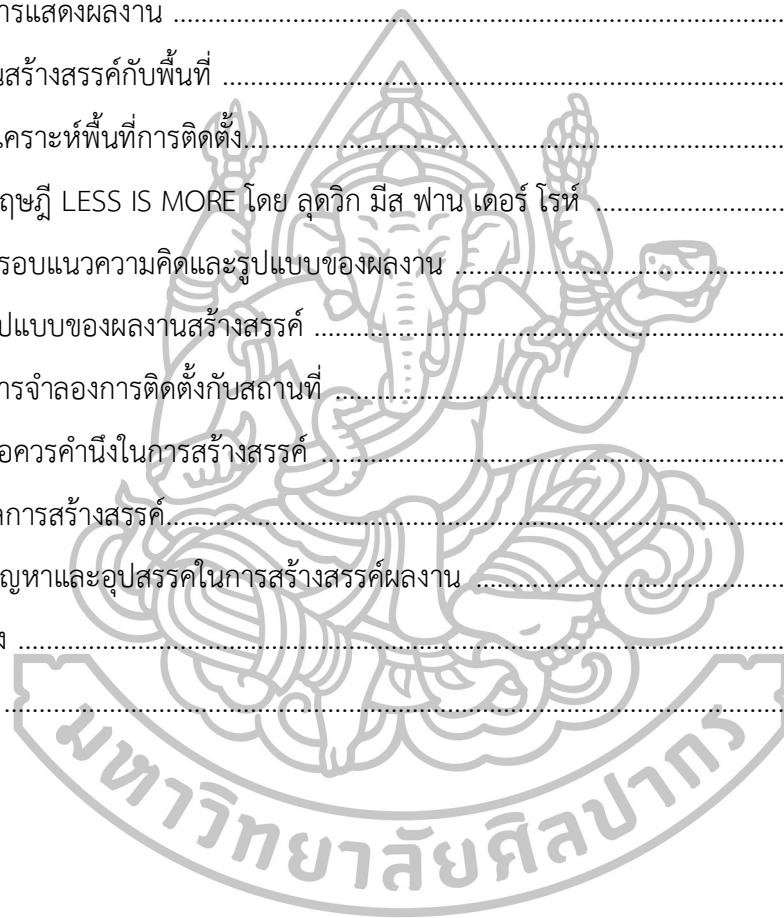 ารแสดงผลงาน ................................................................
นสร้างสรรค์กับพื้นที่ ................................................................
เคราะห์พื้นที่การติดตั้ง................................................................
ฤษฎี LESS IS MORE โดย ลุดวิก มีส ฟาน เดอร์ โรห์ ................................
รอบแนวความคิดและรูปแบบของผลงาน ................................................
ปแบบของผลงานสร้างสรรค์ ................................................................
ารจำลองการติดตั้งกับสถานที่ ................................................................
อควรคำนึงในการสร้างสรรค์ ................................................................
ลการสร้างสรรค์................................................................
ญหาและอุปสรรคในการสร้างสรรค์ผลงาน ................................................
ง ................................................................
................................................................
มหาวิทยาลัยศิลปากร